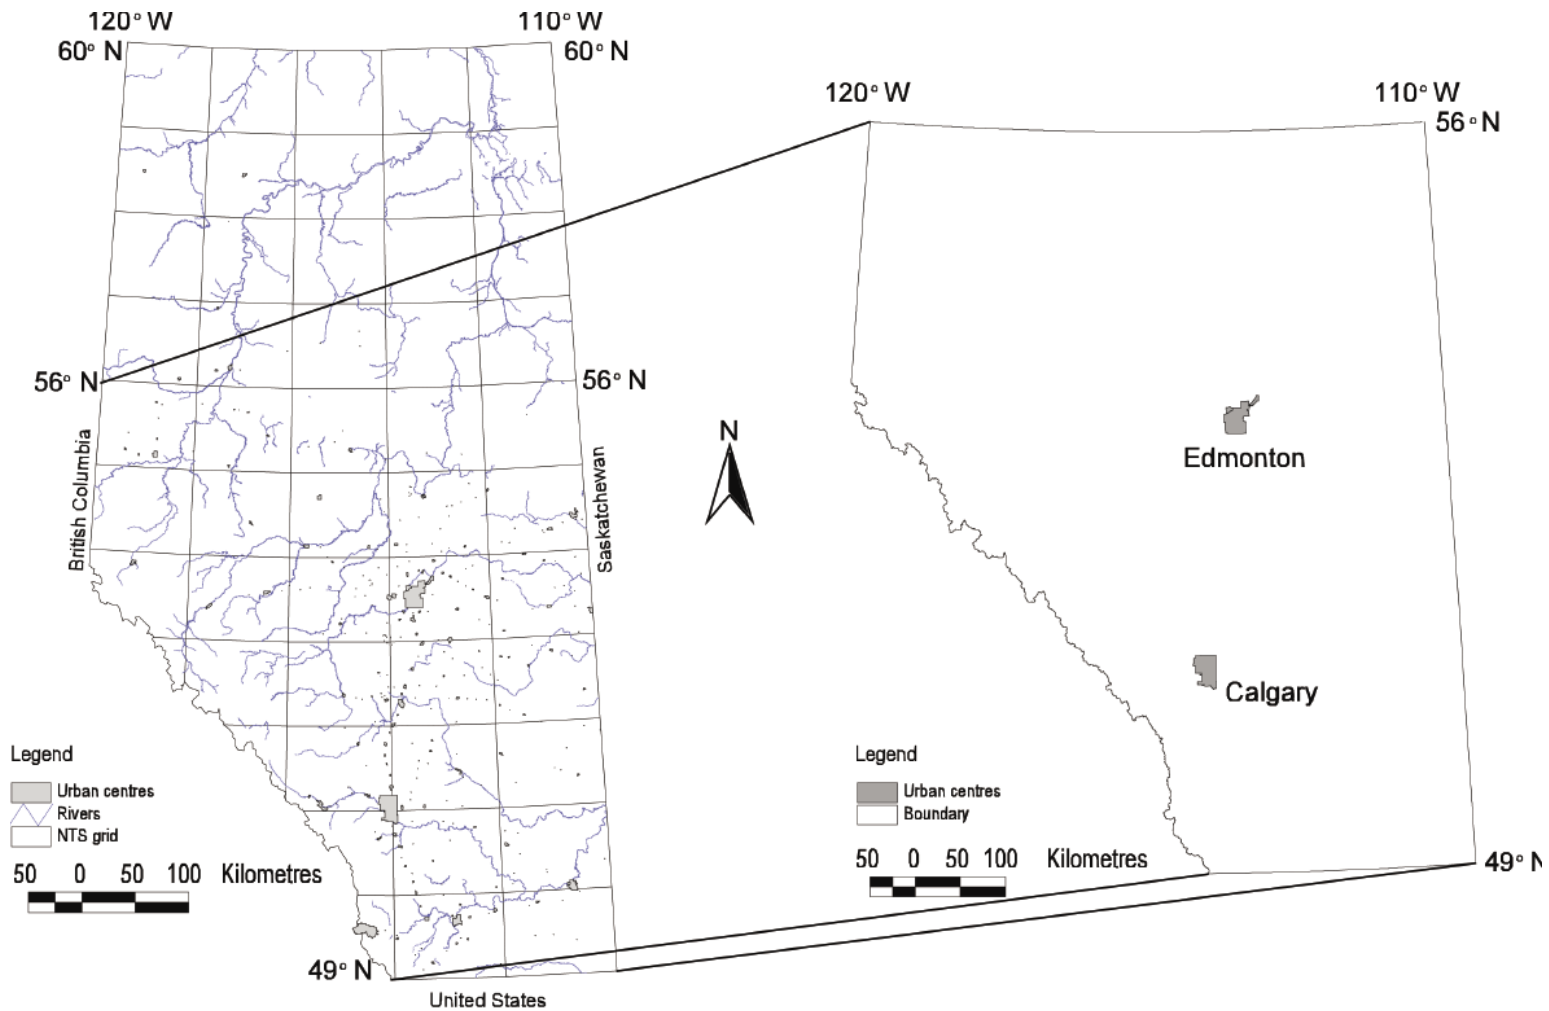 120° W
110° W
60° N
60° N
120° W
110° W
56° N
56° N
56° N
British Columbia
Saskatchewan
N
Edmonton
Calgary
Legend
Urban centres
Rivers
NTS grid
50 0 50 100 Kilometres
Legend
Urban centres
Boundary
50 0 50 100 Kilometres
49° N
49° N
United States